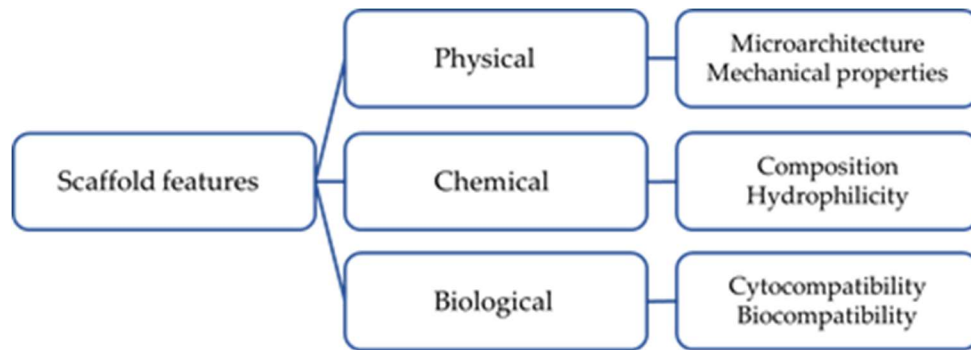 Scaffold features
Physical
Microarchitecture
Mechanical properties
Chemical
Composition
Hydrophilicity
Biological
Cytocompatibility
Biocompatibility